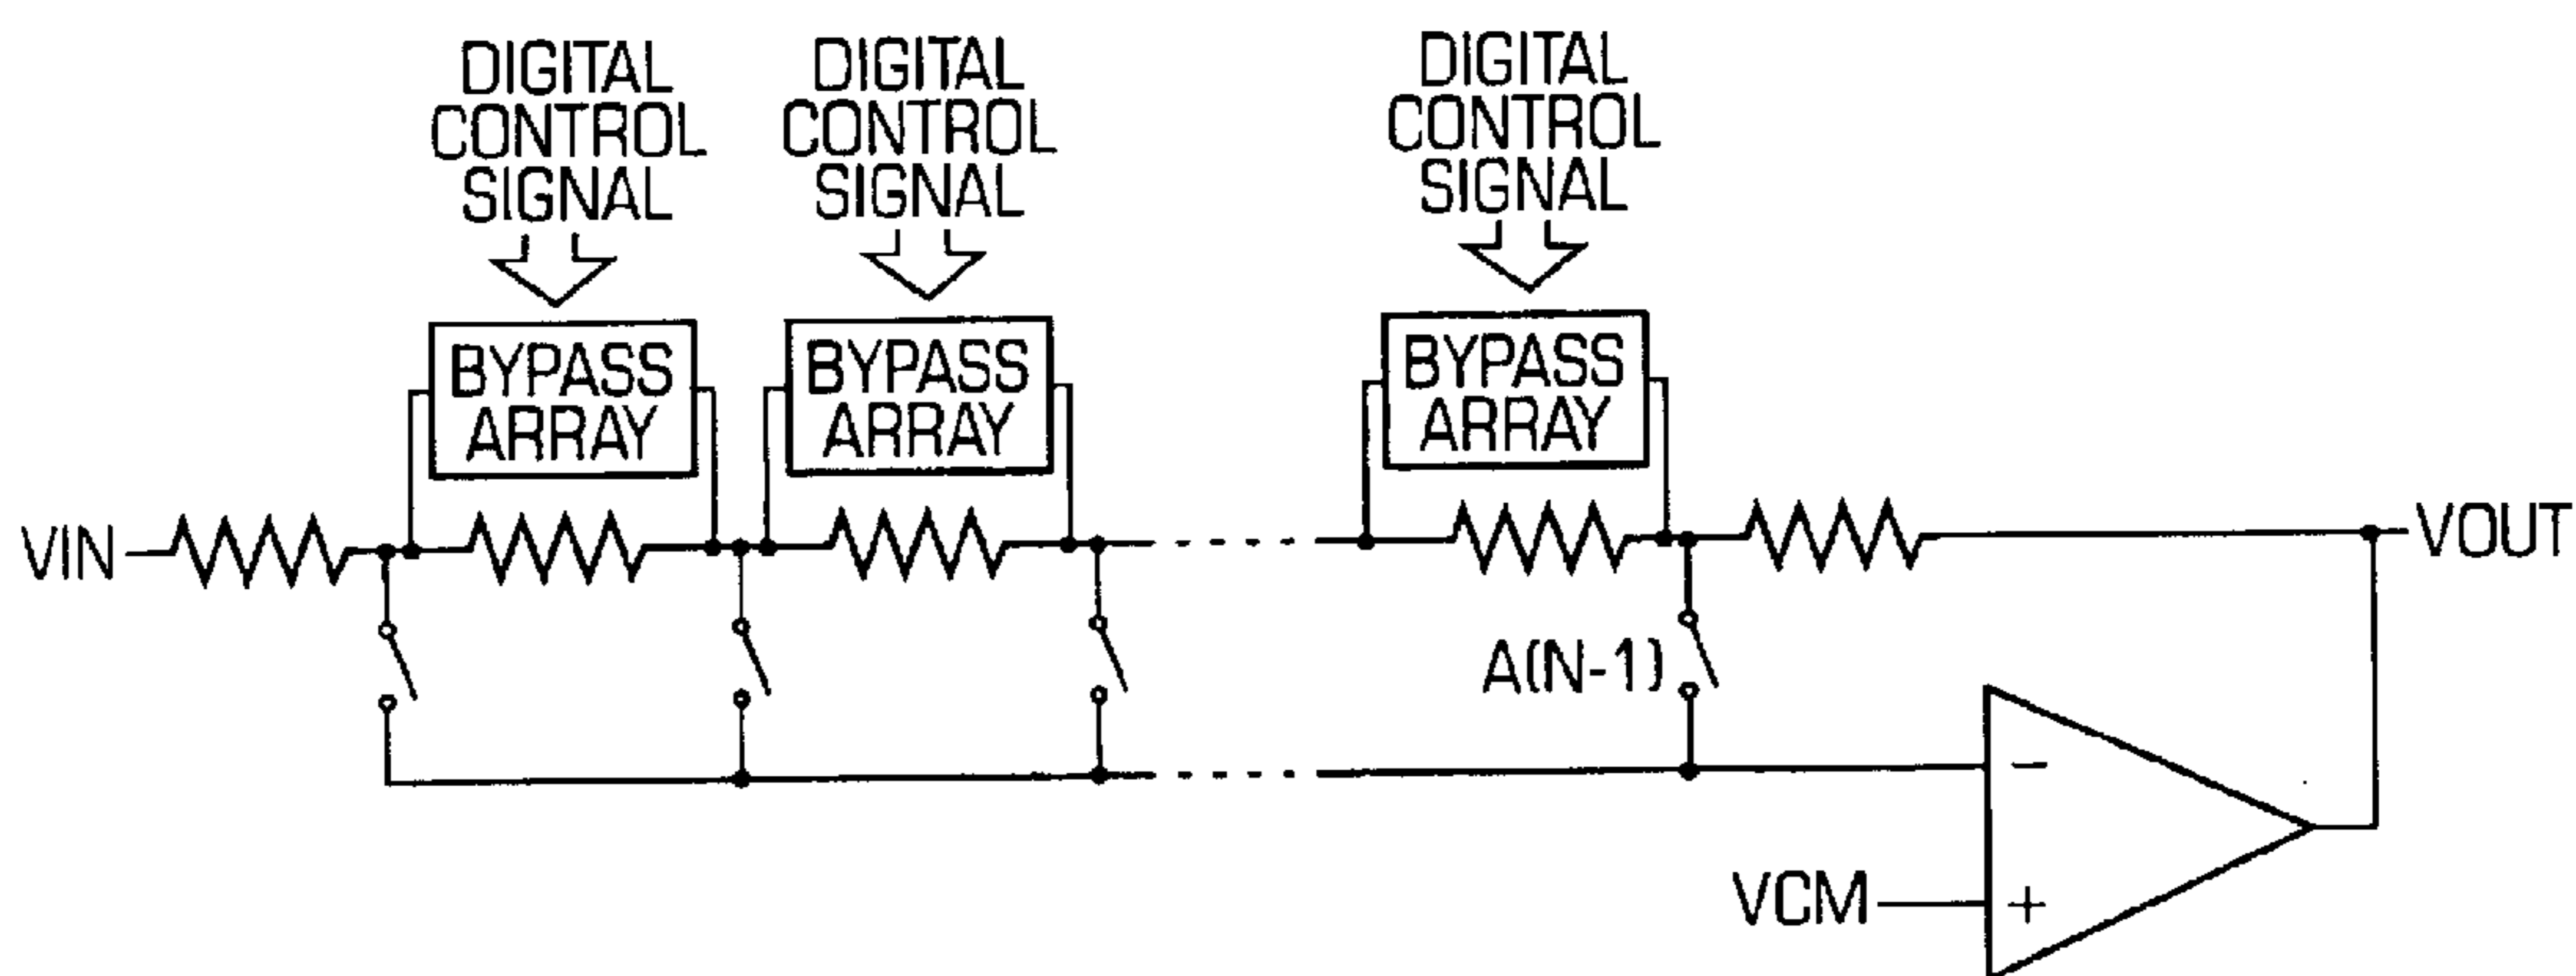 DIGITAL
CONTROL
SIGNAL
DIGITAL
CONTROL
SIGNAL
DIGITAL
CONTROL
SIGNAL
BYPASS
ARRAY
BYPASS
ARRAY
BYPASS
ARRAY
VIN
VOUT
A(N-1)
−
VCM
+